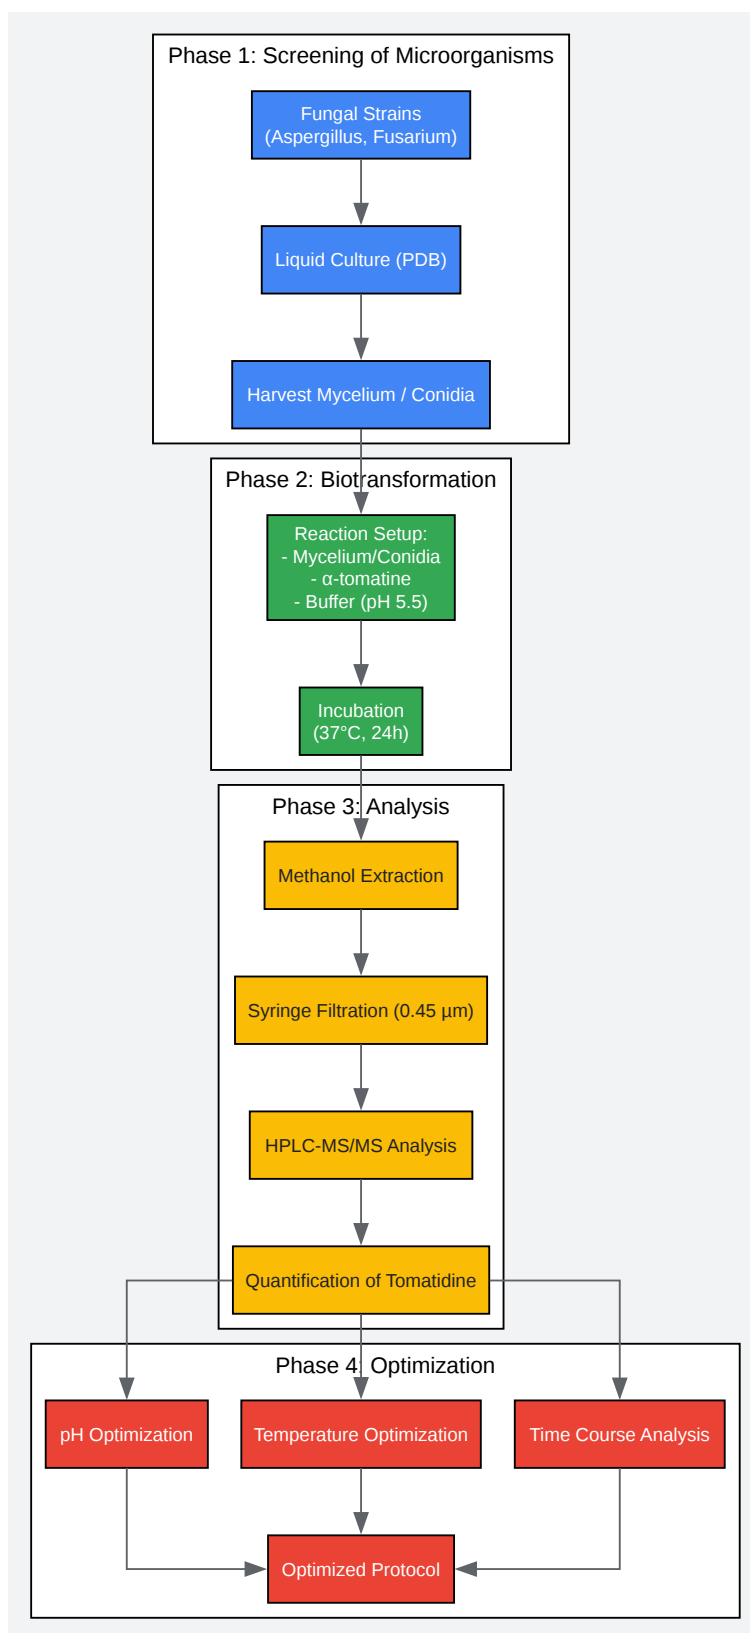 Phase 1: Screening of Microorganisms
Fungal Strains
(Aspergillus, Fusarium)
Liquid Culture (PDB)
Harvest Mycelium / Conidia
Phase 2: Biotransformation
Reaction Setup:
- Mycelium/Conidia
- α-tomatine
- Buffer (pH 5.5)
Incubation
(37°C, 24h)
Phase 3: Analysis
Methanol Extraction
Syringe Filtration (0.45 µm)
HPLC-MS/MS Analysis
Quantification of Tomatidine
Phase 4: Optimization
pH Optimization
Temperature Optimization
Time Course Analysis
Optimized Protocol